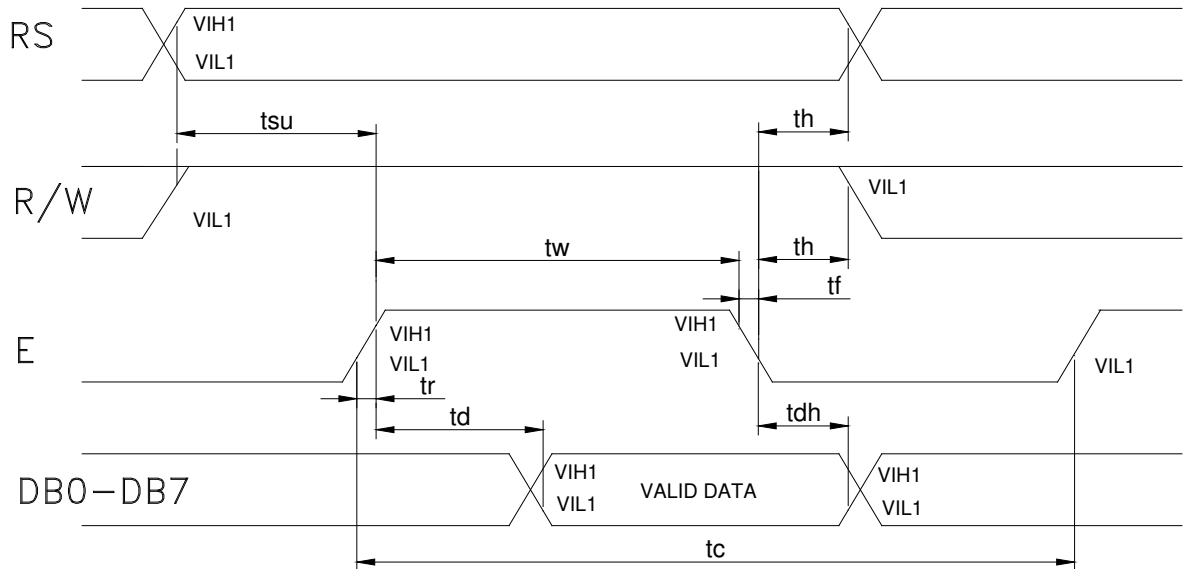 RS
VIH1
VIL1
tsu
th
R/W
VIL1
VIL1
tw
th
tf
E
VIH1
VIL1
VIH1
VIL1
VIL1
tr
td
tdh
DB0-DB7
VIH1
VIL1
VALID DATA
VIH1
VIL1
tc